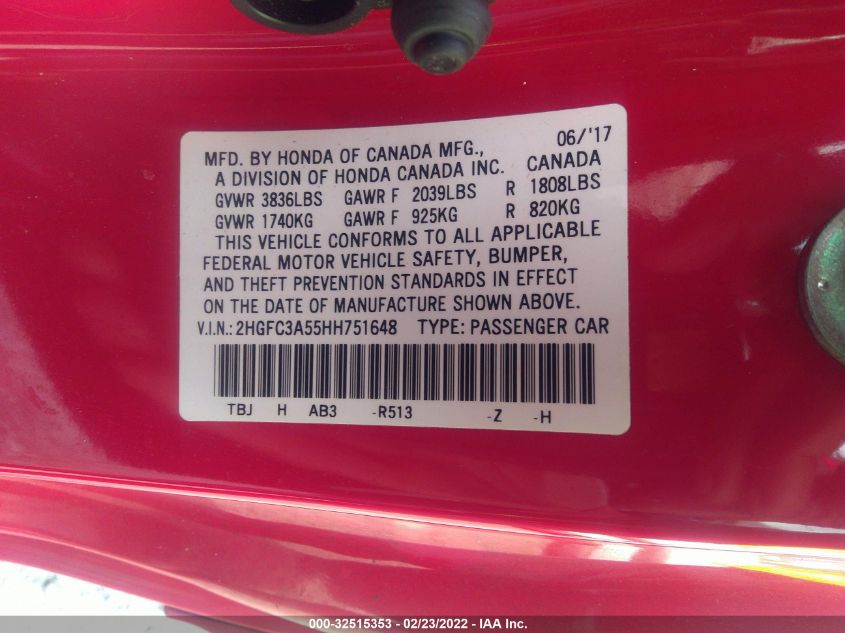 06/'17
MFD. BY HONDA OF CANADA MFG.,
A DIVISION OF HONDA CANADA INC. CANADA
GVWR 3836LBS GAWR F 2039LBS R 1808LBS
GVWR 1740KG GAWR F 925KG R 820KG
THIS VEHICLE CONFORMS TO ALL APPLICABLE
FEDERAL MOTOR VEHICLE SAFETY, BUMPER,
AND THEFT PREVENTION STANDARDS IN EFFECT
ON THE DATE OF MANUFACTURE SHOWN ABOVE.
V.I.N.: 2HGFC3A55HH751648 TYPE: PASSENGER CAR
TBJ H AB3 -R513 -Z -H
000-32515353 - 02/23/2022 - IAA Inc.